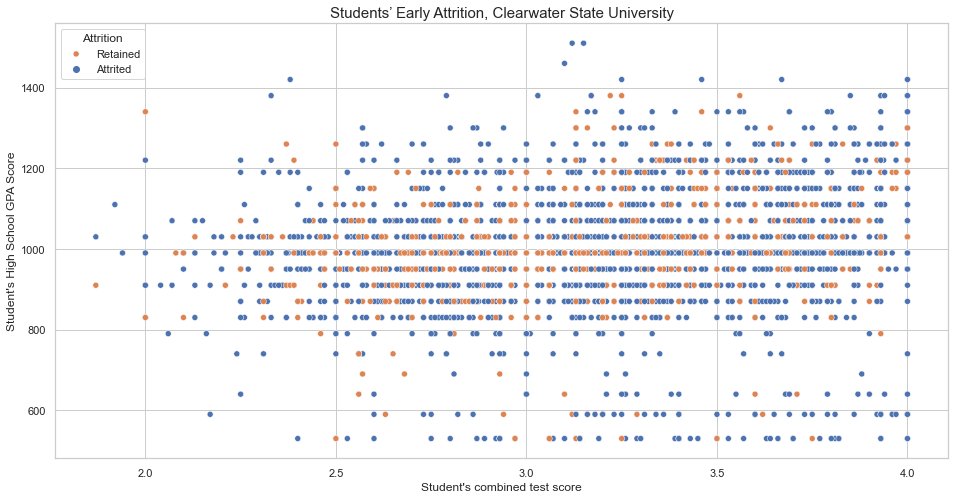 Students’ Early Attrition, Clearwater State University
Attrition
Retained
Attrited
1400
1200
1000
800
600
Student's High School GPA Score
2.0
2.5
3.0
3.5
4.0
Student's combined test score